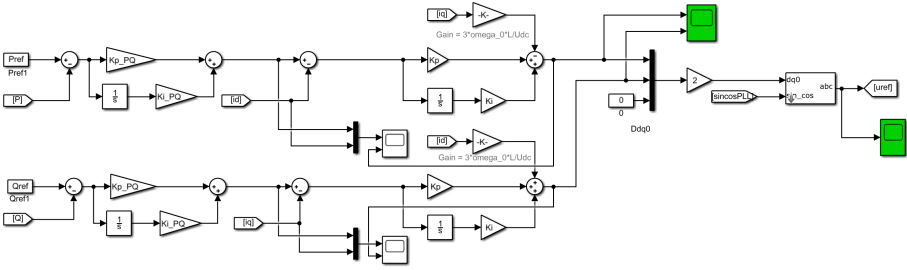 [iq]
-K-
Gain = 3*omega_0*L/Udc
Pref
Pref1
Kp_PQ
Kp
[P]
1
s
Ki_PQ
[id]
1
s
Ki
0
0
Ddq0
2
dq0
abc
sin_cos
[sincosPLL]
[uref]
[id]
-K-
Gain = 3*omega_0*L/Udc
Qref
Qref1
Kp_PQ
Kp
[Q]
1
s
Ki_PQ
[iq]
1
s
Ki